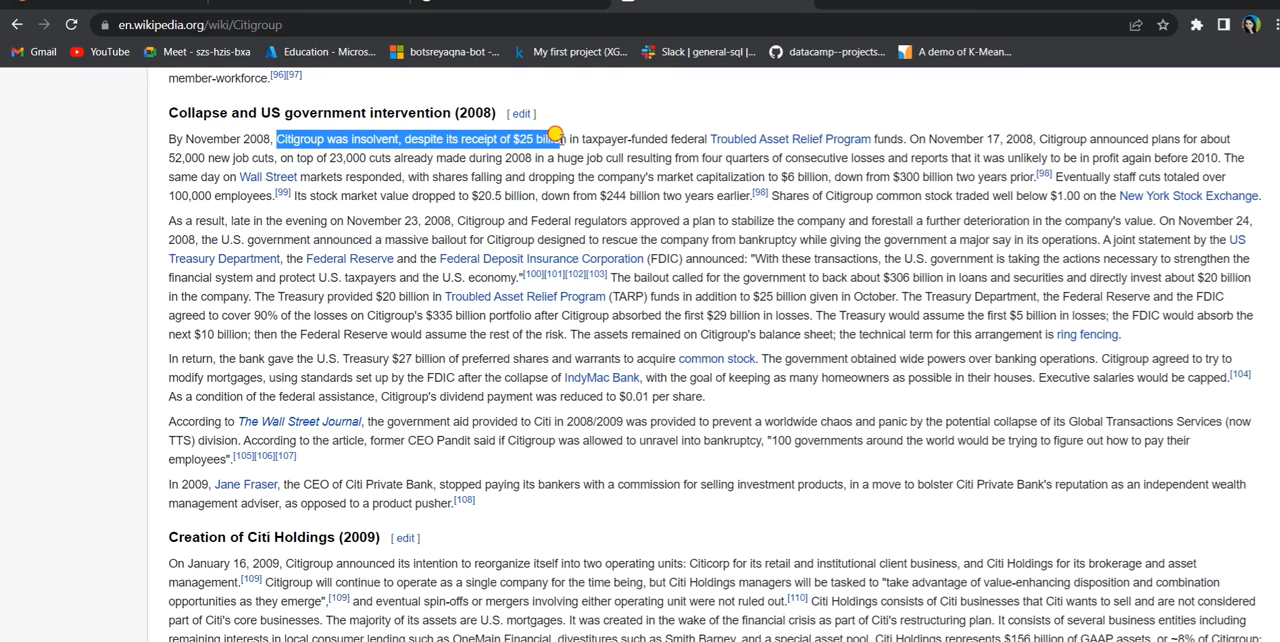 en.wikipedia.org/wiki/Citigroup
Gmail YouTube Meet - szs-hzis-bxa Education - Micros... botsreyaqna-bot -... My first project (XG... Slack | general-sql |... datacamp--projects... A demo of K-Mean...
member-workforce.[96][97]
Collapse and US government intervention (2008) [ edit ]
By November 2008, Citigroup was insolvent, despite its receipt of $25 billion in taxpayer-funded federal Troubled Asset Relief Program funds. On November 17, 2008, Citigroup announced plans for about
52,000 new job cuts, on top of 23,000 cuts already made during 2008 in a huge job cull resulting from four quarters of consecutive losses and reports that it was unlikely to be in profit again before 2010. The
same day on Wall Street markets responded, with shares falling and dropping the company's market capitalization to $6 billion, down from $300 billion two years prior.[98] Eventually staff cuts totaled over
100,000 employees.[99] Its stock market value dropped to $20.5 billion, down from $244 billion two years earlier.[98] Shares of Citigroup common stock traded well below $1.00 on the New York Stock Exchange.
As a result, late in the evening on November 23, 2008, Citigroup and Federal regulators approved a plan to stabilize the company and forestall a further deterioration in the company's value. On November 24,
2008, the U.S. government announced a massive bailout for Citigroup designed to rescue the company from bankruptcy while giving the government a major say in its operations. A joint statement by the US
Treasury Department, the Federal Reserve and the Federal Deposit Insurance Corporation (FDIC) announced: "With these transactions, the U.S. government is taking the actions necessary to strengthen the
financial system and protect U.S. taxpayers and the U.S. economy."[100][101][102][103] The bailout called for the government to back about $306 billion in loans and securities and directly invest about $20 billion
in the company. The Treasury provided $20 billion in Troubled Asset Relief Program (TARP) funds in addition to $25 billion given in October. The Treasury Department, the Federal Reserve and the FDIC
agreed to cover 90% of the losses on Citigroup's $335 billion portfolio after Citigroup absorbed the first $29 billion in losses. The Treasury would assume the first $5 billion in losses; the FDIC would absorb the
next $10 billion; then the Federal Reserve would assume the rest of the risk. The assets remained on Citigroup's balance sheet; the technical term for this arrangement is ring fencing.
In return, the bank gave the U.S. Treasury $27 billion of preferred shares and warrants to acquire common stock. The government obtained wide powers over banking operations. Citigroup agreed to try to
modify mortgages, using standards set up by the FDIC after the collapse of IndyMac Bank, with the goal of keeping as many homeowners as possible in their houses. Executive salaries would be capped.[104]
As a condition of the federal assistance, Citigroup's dividend payment was reduced to $0.01 per share.
According to The Wall Street Journal, the government aid provided to Citi in 2008/2009 was provided to prevent a worldwide chaos and panic by the potential collapse of its Global Transactions Services (now
TTS) division. According to the article, former CEO Pandit said if Citigroup was allowed to unravel into bankruptcy, "100 governments around the world would be trying to figure out how to pay their
employees".[105][106][107]
In 2009, Jane Fraser, the CEO of Citi Private Bank, stopped paying its bankers with a commission for selling investment products, in a move to bolster Citi Private Bank's reputation as an independent wealth
management adviser, as opposed to a product pusher.[108]
Creation of Citi Holdings (2009) [ edit ]
On January 16, 2009, Citigroup announced its intention to reorganize itself into two operating units: Citicorp for its retail and institutional client business, and Citi Holdings for its brokerage and asset
management.[109] Citigroup will continue to operate as a single company for the time being, but Citi Holdings managers will be tasked to "take advantage of value-enhancing disposition and combination
opportunities as they emerge",[109] and eventual spin-offs or mergers involving either operating unit were not ruled out.[110] Citi Holdings consists of Citi businesses that Citi wants to sell and are not considered
part of Citi's core businesses. The majority of its assets are U.S. mortgages. It was created in the wake of the financial crisis as part of Citi's restructuring plan. It consists of several business entities including
remaining interests in local consumer lending such as OneMain Financial, divestitures such as Smith Barney, and a special asset pool. Citi Holdings represents $156 billion of GAAP assets, or ~8% of Citigroup;